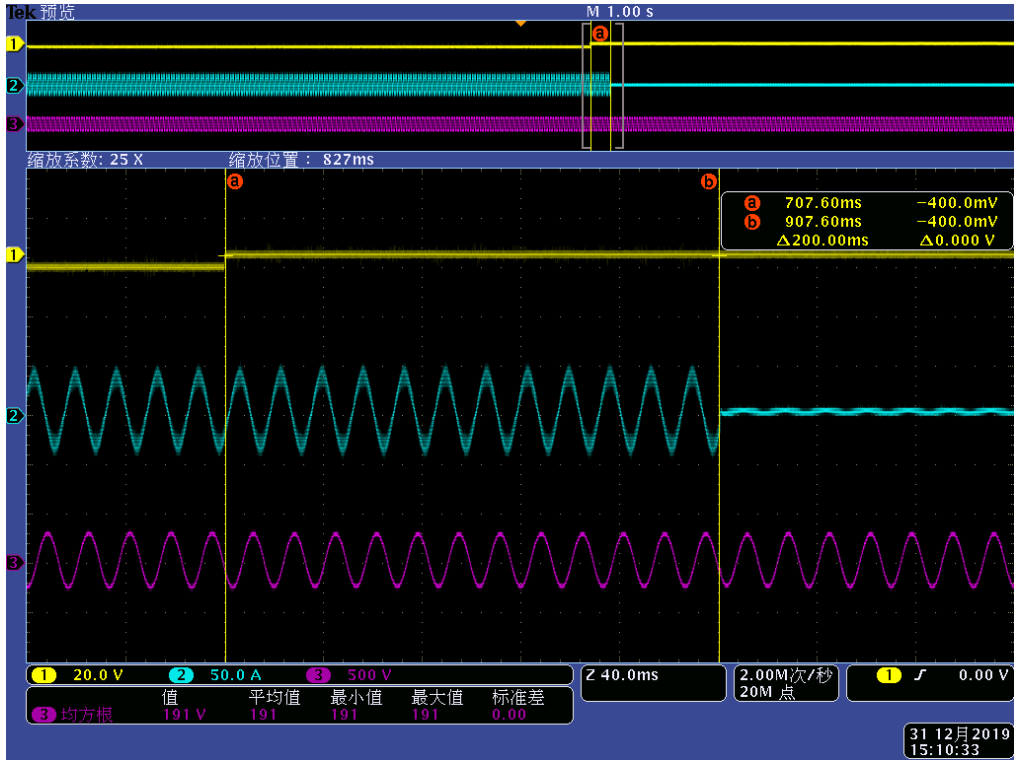 Tek 预览 M 1.00 s
1
a
2
3
缩放系数: 25 X 缩放位置： 827ms
a b
a 707.60ms −400.0mV
b 907.60ms −400.0mV
Δ200.00ms Δ0.000 V
1
2
3
1 20.0 V 2 50.0 A 3 500 V Z 40.0ms 2.00M次/秒 1 0.00 V
20M 点
值 平均值 最小值 最大值 标准差
3 均方根 191 V 191 191 191 0.00
31 12月2019
15:10:33